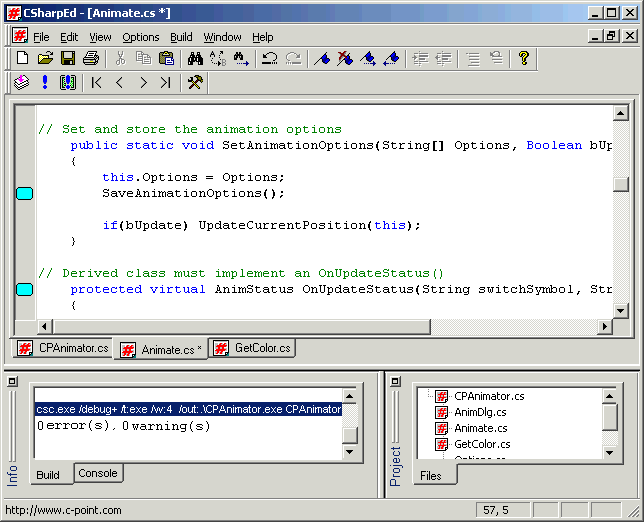 CSharpEd - [Animate.cs *]
File Edit View Options Build Window Help
// Set and store the animation options
public static void SetAnimationOptions(String[] Options, Boolean bUp
{
this.Options = Options;
SaveAnimationOptions();
if(bUpdate) UpdateCurrentPosition(this);
}
// Derived class must implement an OnUpdateStatus()
protected virtual AnimStatus OnUpdateStatus(String switchSymbol, Str
{
CPAnimator.cs Animate.cs * GetColor.cs
csc.exe /debug+ /t:exe /w:4 /out:.\CPAnimator.exe CPAnimator
0 error(s), 0 warning(s)
Build Console
Info
CPAnimator.cs
AnimDlg.cs
Animate.cs
GetColor.cs
Options.cs
Files
Project
http://www.c-point.com
57, 5